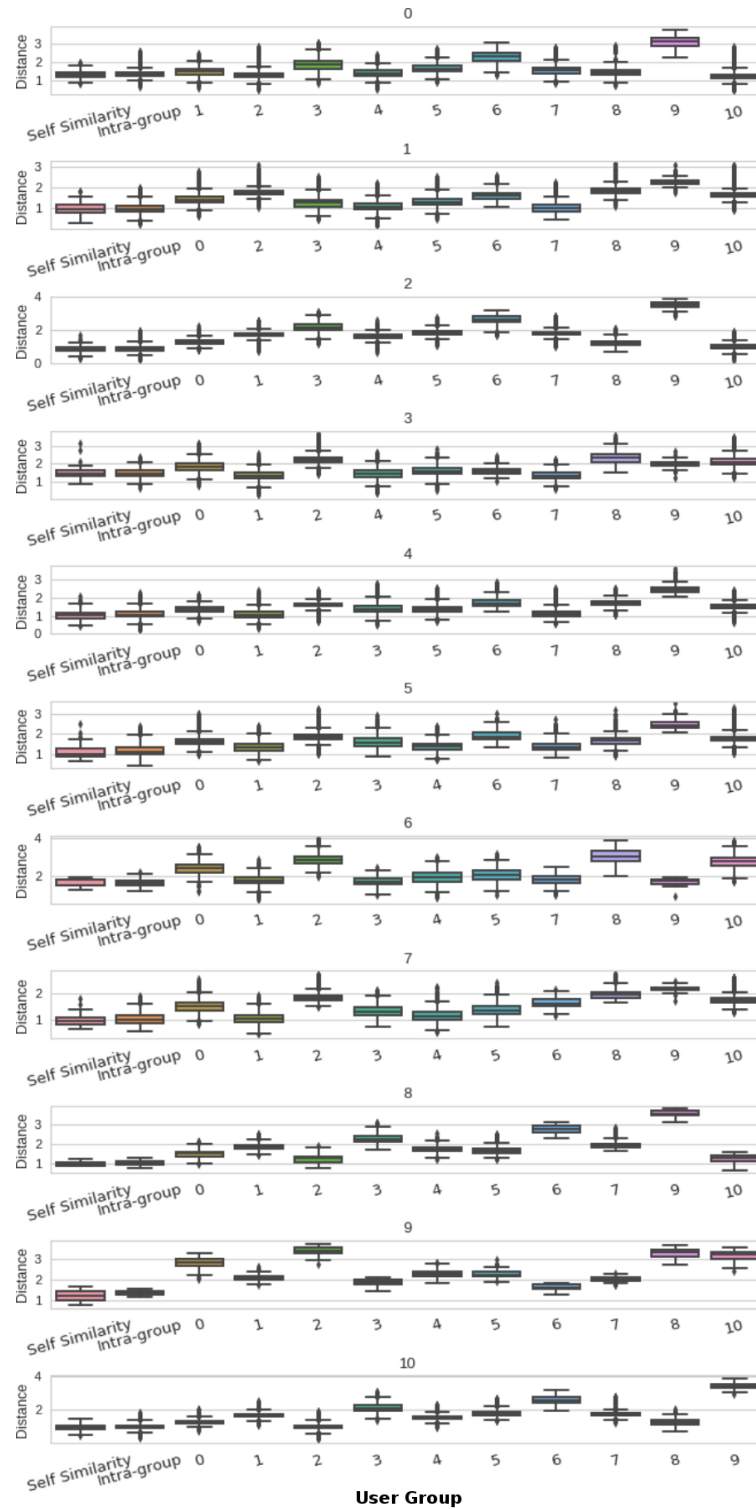 0
Distance
3
2
1
Self Similarity Intra-group 1 2 3 4 5 6 7 8 9 10
1
Distance
3
2
1
Self Similarity Intra-group 0 2 3 4 5 6 7 8 9 10
2
Distance
4
2
0
Self Similarity Intra-group 0 1 3 4 5 6 7 8 9 10
3
Distance
3
2
1
Self Similarity Intra-group 0 1 2 4 5 6 7 8 9 10
4
Distance
3
2
1
0
Self Similarity Intra-group 0 1 2 3 5 6 7 8 9 10
5
Distance
3
2
1
Self Similarity Intra-group 0 1 2 3 4 6 7 8 9 10
6
Distance
4
2
Self Similarity Intra-group 0 1 2 3 4 5 7 8 9 10
7
Distance
2
1
Self Similarity Intra-group 0 1 2 3 4 5 6 8 9 10
8
Distance
3
2
1
Self Similarity Intra-group 0 1 2 3 4 5 6 7 9 10
9
Distance
3
2
1
Self Similarity Intra-group 0 1 2 3 4 5 6 7 8 10
10
Distance
4
2
Self Similarity Intra-group 0 1 2 3 4 5 6 7 8 9
User Group